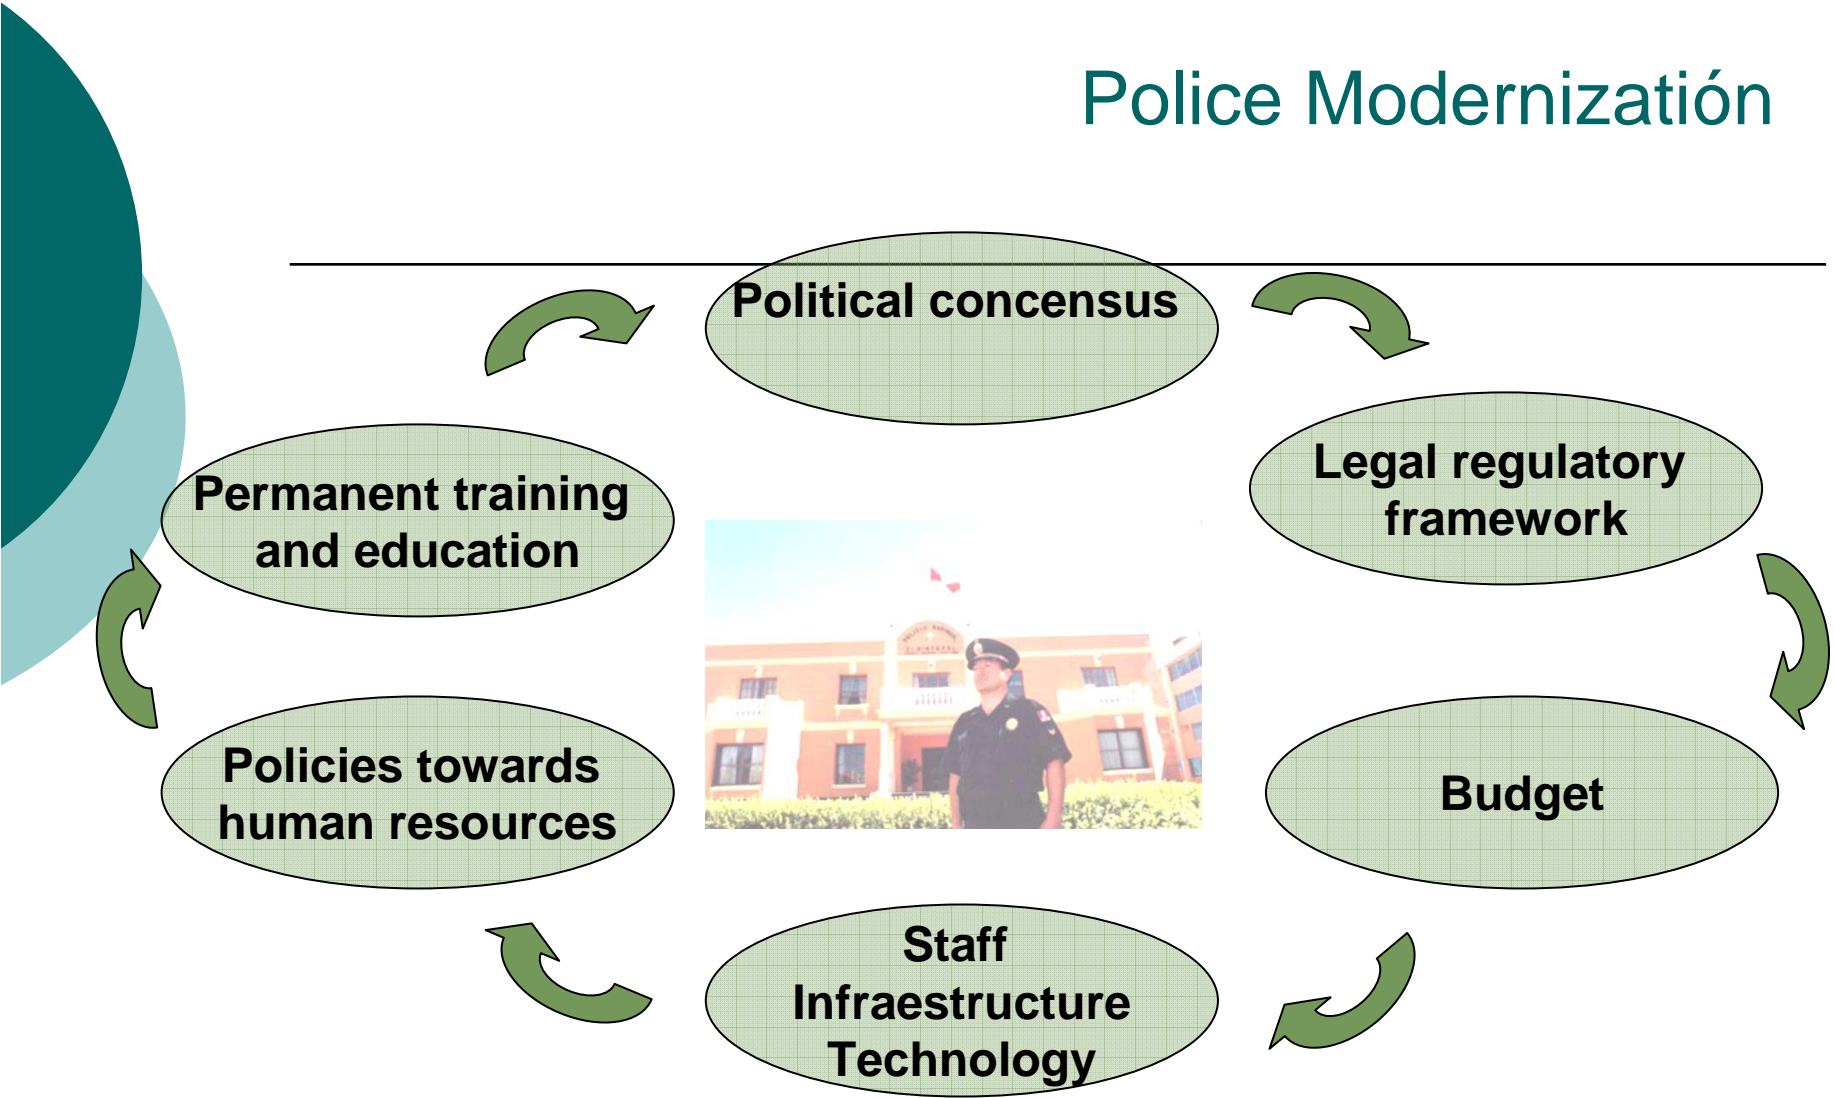 Police Modernizatión
Political concensus
Legal regulatory
framework
Budget
Staff
Infraestructure
Technology
Policies towards
human resources
Permanent training
and education